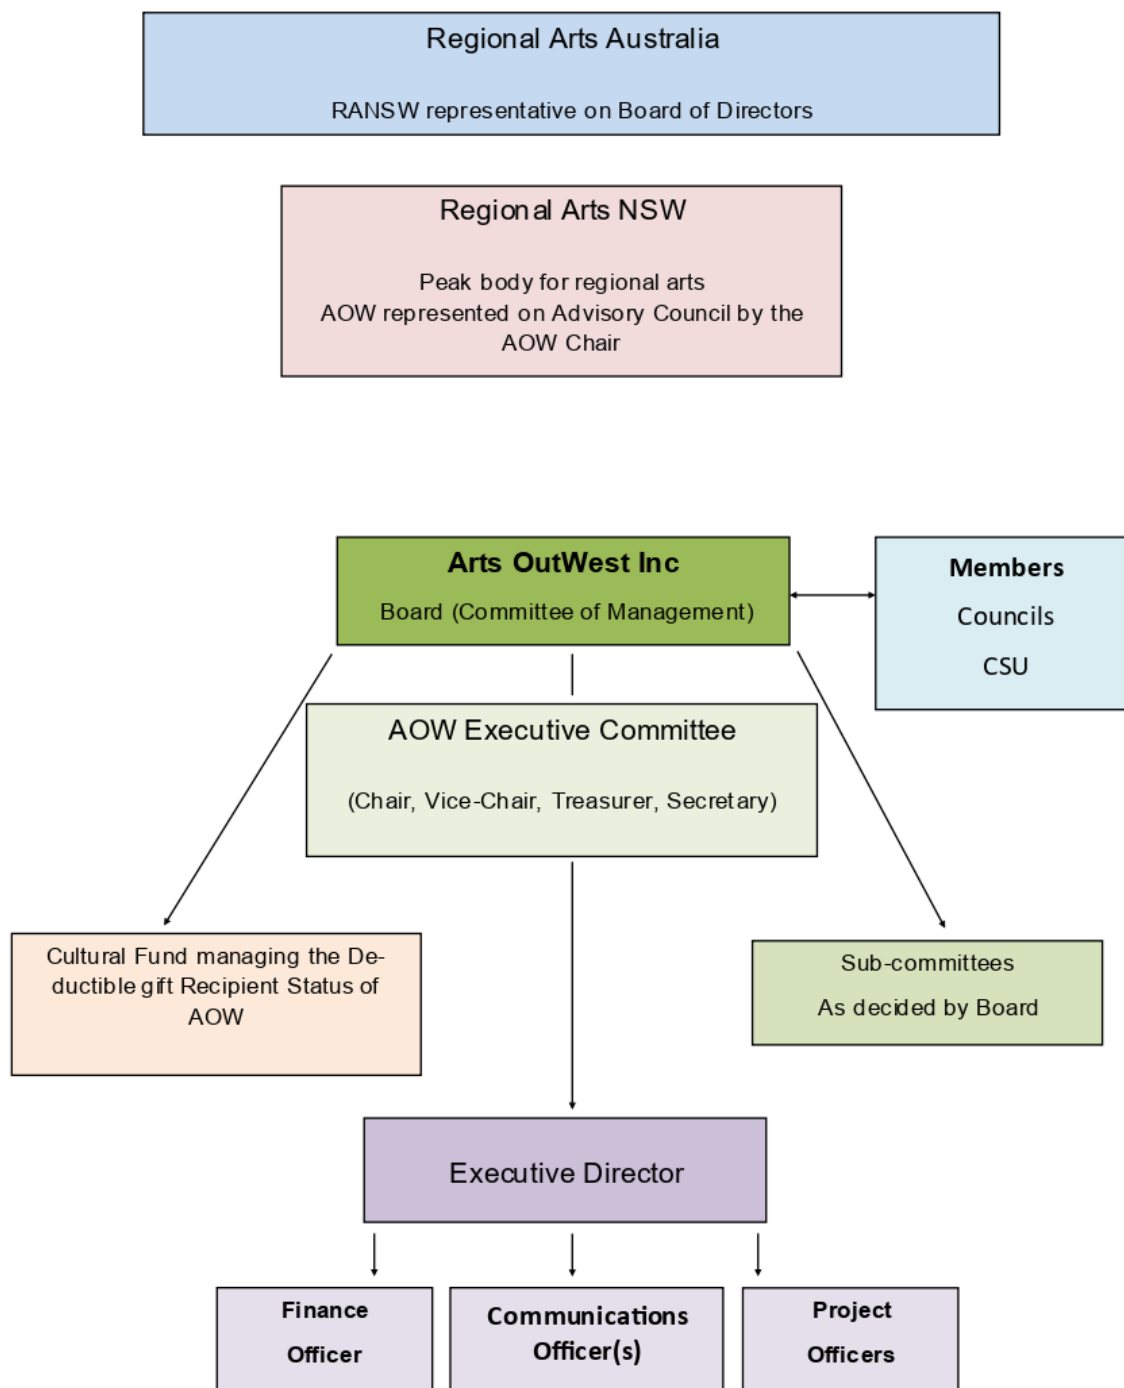 Regional Arts Australia
RANSW representative on Board of Directors
Regional Arts NSW
Peak body for regional arts
AOW represented on Advisory Council by the
AOW Chair
Arts OutWest Inc
Board (Committee of Management)
Members
Councils
CSU
AOW Executive Committee
(Chair, Vice-Chair, Treasurer, Secretary)
Cultural Fund managing the De-
ductible gift Recipient Status of
AOW
Sub-committees
As decided by Board
Executive Director
Finance
Officer
Communications
Officer(s)
Project
Officers